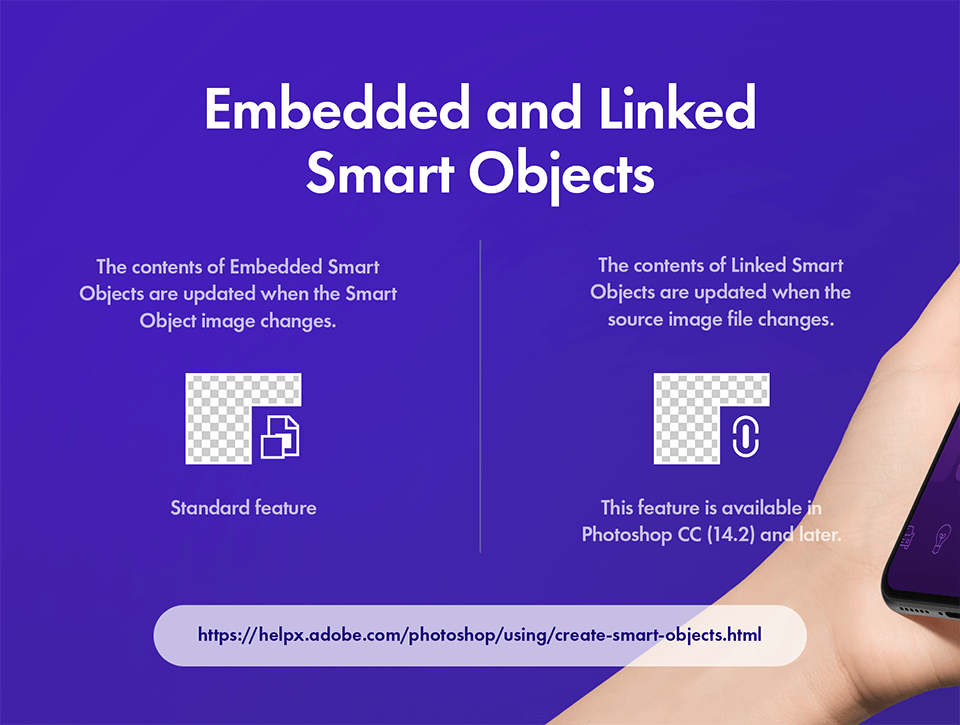 Embedded and Linked
Smart Objects
The contents of Embedded Smart
Objects are updated when the Smart
Object image changes.
Standard feature
The contents of Linked Smart
Objects are updated when the
source image file changes.
This feature is available in
Photoshop CC (14.2) and later.
https://helpx.adobe.com/photoshop/using/create-smart-objects.html